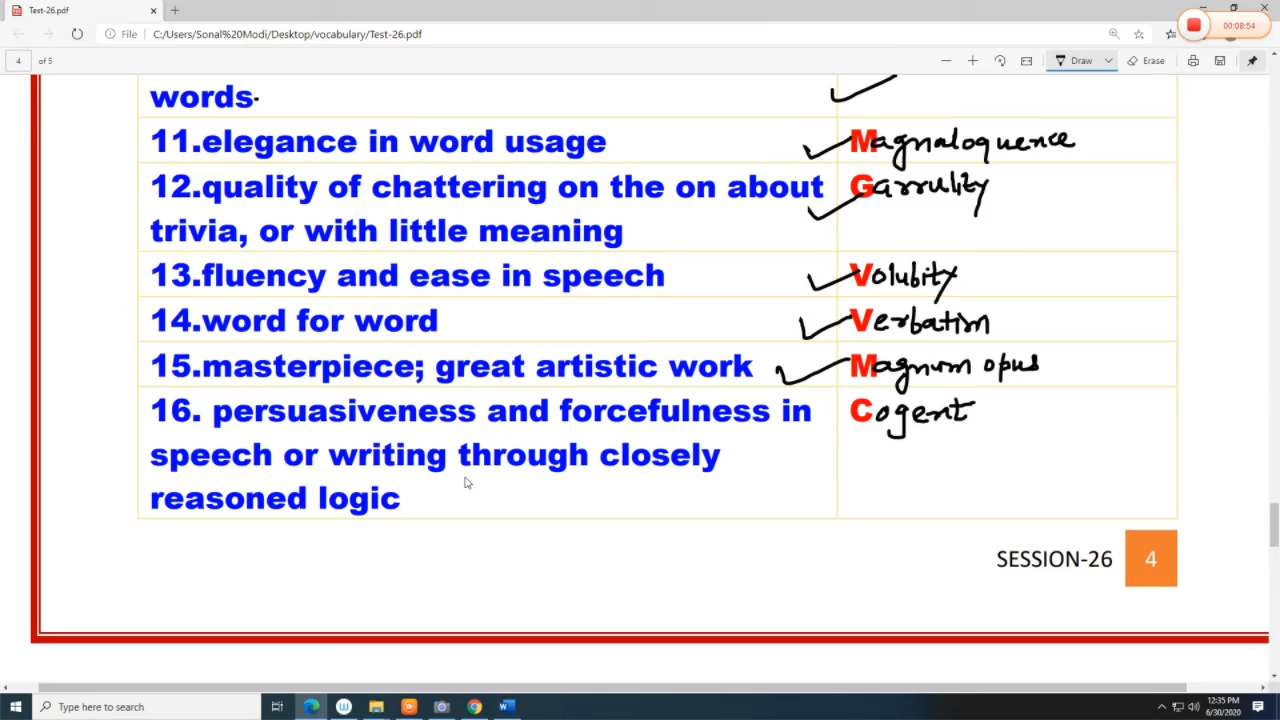 Test-26.pdf
00:08:54
File C:/Users/Sonal%20Modi/Desktop/vocabulary/Test-26.pdf
4 of 5 Draw Erase
words.
11.elegance in word usage Magnaloquence
12.quality of chattering on the on about Garrulity
trivia, or with little meaning
13.fluency and ease in speech Volubity
14.word for word Verbatim
15.masterpiece; great artistic work Magnum opus
16. persuasiveness and forcefulness in Cogent
speech or writing through closely
reasoned logic
SESSION-26 4
Type here to search
12:35 PM
6/30/2020